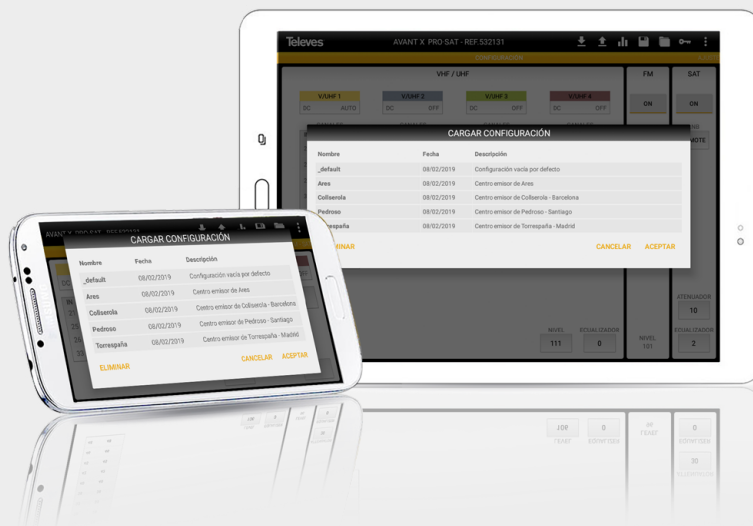 Televes AVANT X PRO-SAT - REF.532131
CONFIGURACIÓN
VHF / UHF FM SAT
V/UHF 1 V/UHF 2 V/UHF 3 V/UHF 4
DC AUTO DC OFF DC OFF DC OFF ON ON
CARGAR CONFIGURACIÓN
Nombre Fecha Descripción
_default 08/02/2019 Configuración vacía por defecto
Ares 08/02/2019 Centro emisor de Ares
Collserola 08/02/2019 Centro emisor de Collserola - Barcelona
Pedroso 08/02/2019 Centro emisor de Pedroso - Santiago
08/02/2019 Centro emisor de Torrespaña - Madrid
CANCELAR ACEPTAR
ATENUADOR
10
NIVEL ECUALIZADOR NIVEL ECUALIZADOR
111 0 101 2
AVANT X PRO-SAT - REF.532131
CARGAR CONFIGURACIÓN
Nombre Fecha Descripción
_default 08/02/2019 Configuración vacía por defecto
Ares 08/02/2019 Centro emisor de Ares
Collserola 08/02/2019 Centro emisor de Collserola - Barcelona
Pedroso 08/02/2019 Centro emisor de Pedroso - Santiago
Torrespaña 08/02/2019 Centro emisor de Torrespaña - Madrid
ELIMINAR CANCELAR ACEPTAR